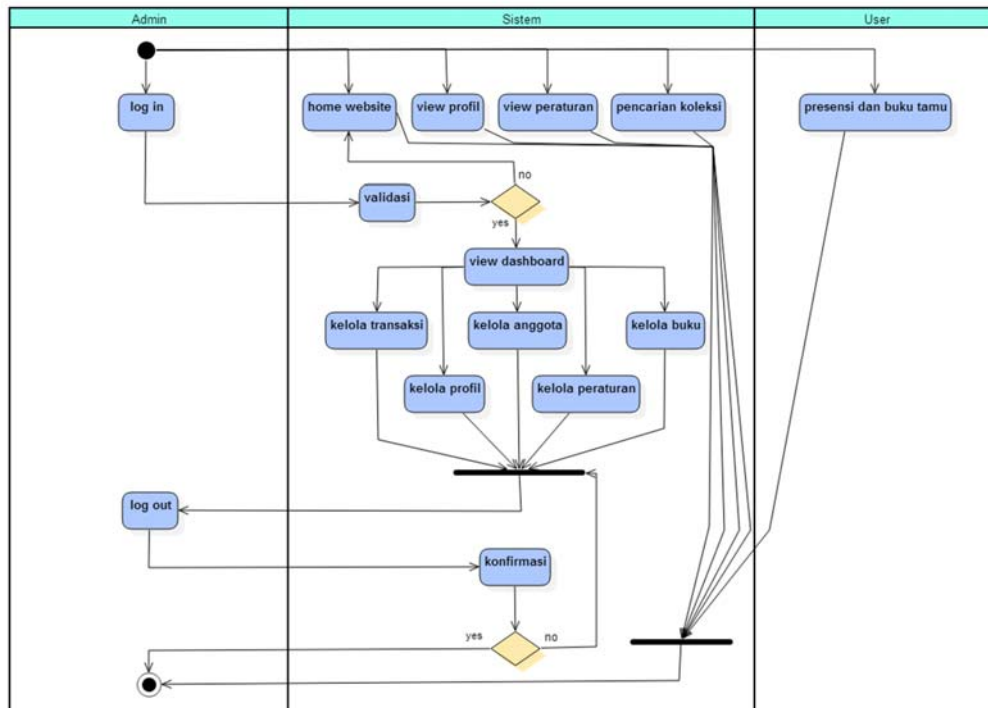 Admin
Sistem
User
log in
home website
view profil
view peraturan
pencarian koleksi
presensi dan buku tamu
no
validasi
yes
view dashboard
kelola transaksi
kelola anggota
kelola buku
kelola profil
kelola peraturan
log out
konfirmasi
yes
no